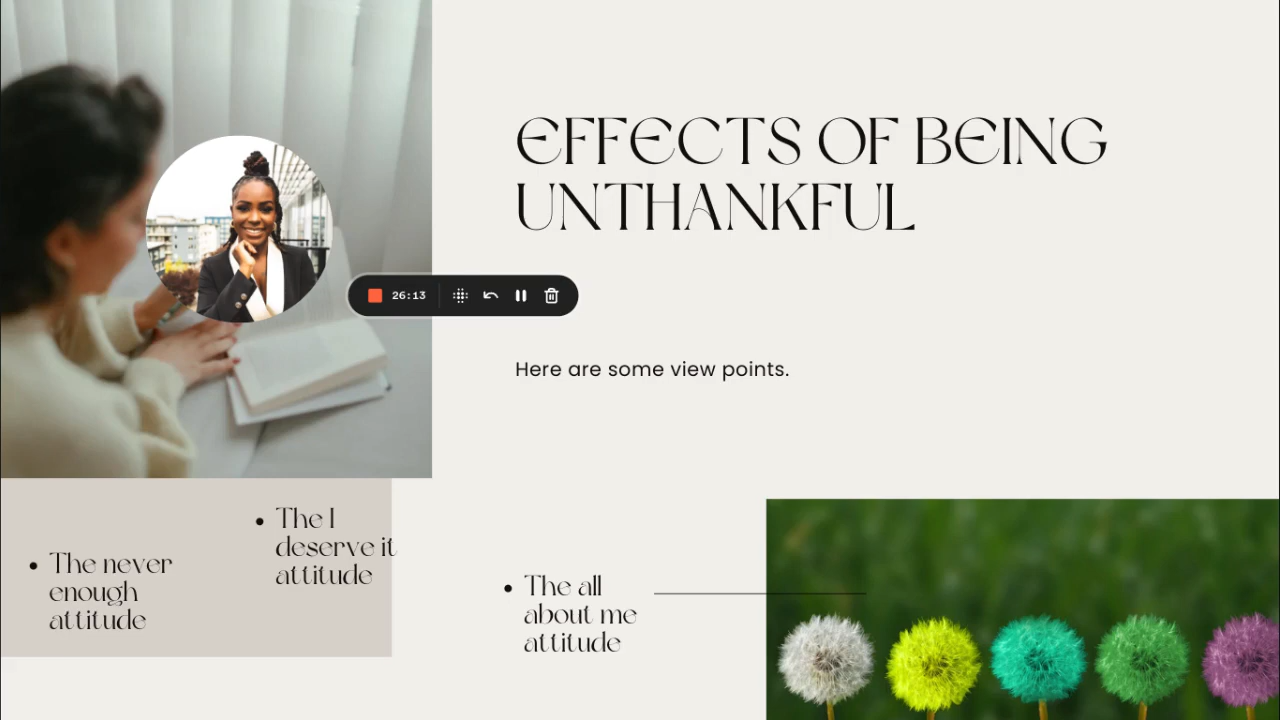 EFFECTS OF BEING
UNTHANKFUL
26:13
Here are some view points.
• The never
enough
attitude
• The I
deserve it
attitude
• The all
about me
attitude